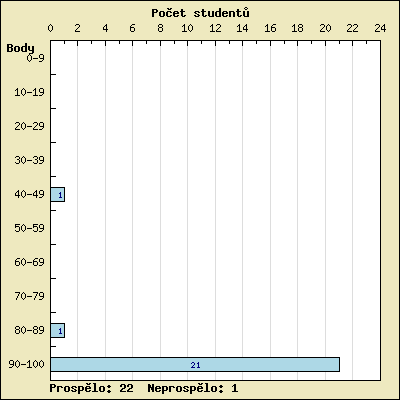 Počet studentů
0 2 4 6 8 10 12 14 16 18 20 22 24
Body
0-9
10-19
20-29
30-39
40-49 1
50-59
60-69
70-79
80-89 1
90-100 21
Prospělo: 22 Neprospělo: 1